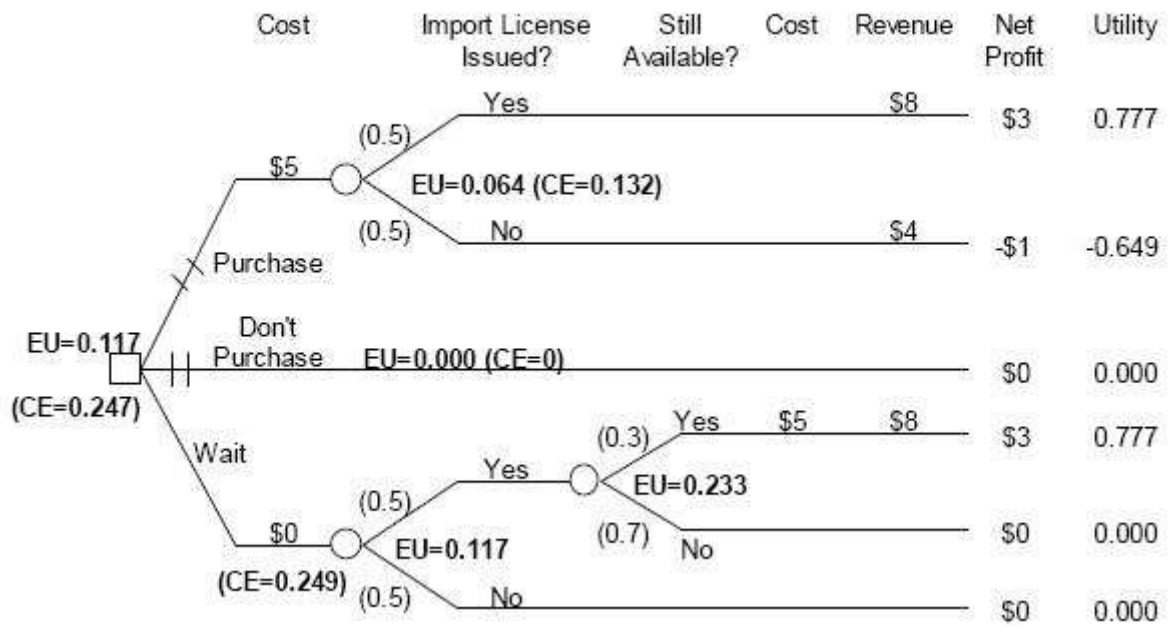 Cost Import License Issued? Still Available? Cost Revenue Net Profit Utility
Yes $8 $3 0.777
(0.5)
$5
EU=0.064 (CE=0.132)
(0.5) No $4 -$1 -0.649
Purchase
EU=0.117
Don't
Purchase EU=0.000 (CE=0)
$0 0.000
(CE=0.247)
Yes $5 $8 $3 0.777
(0.3)
Wait
Yes
EU=0.233
(0.5)
(0.7)
No
$0 0.000
$0
EU=0.117
(CE=0.249)
(0.5) No
$0 0.000